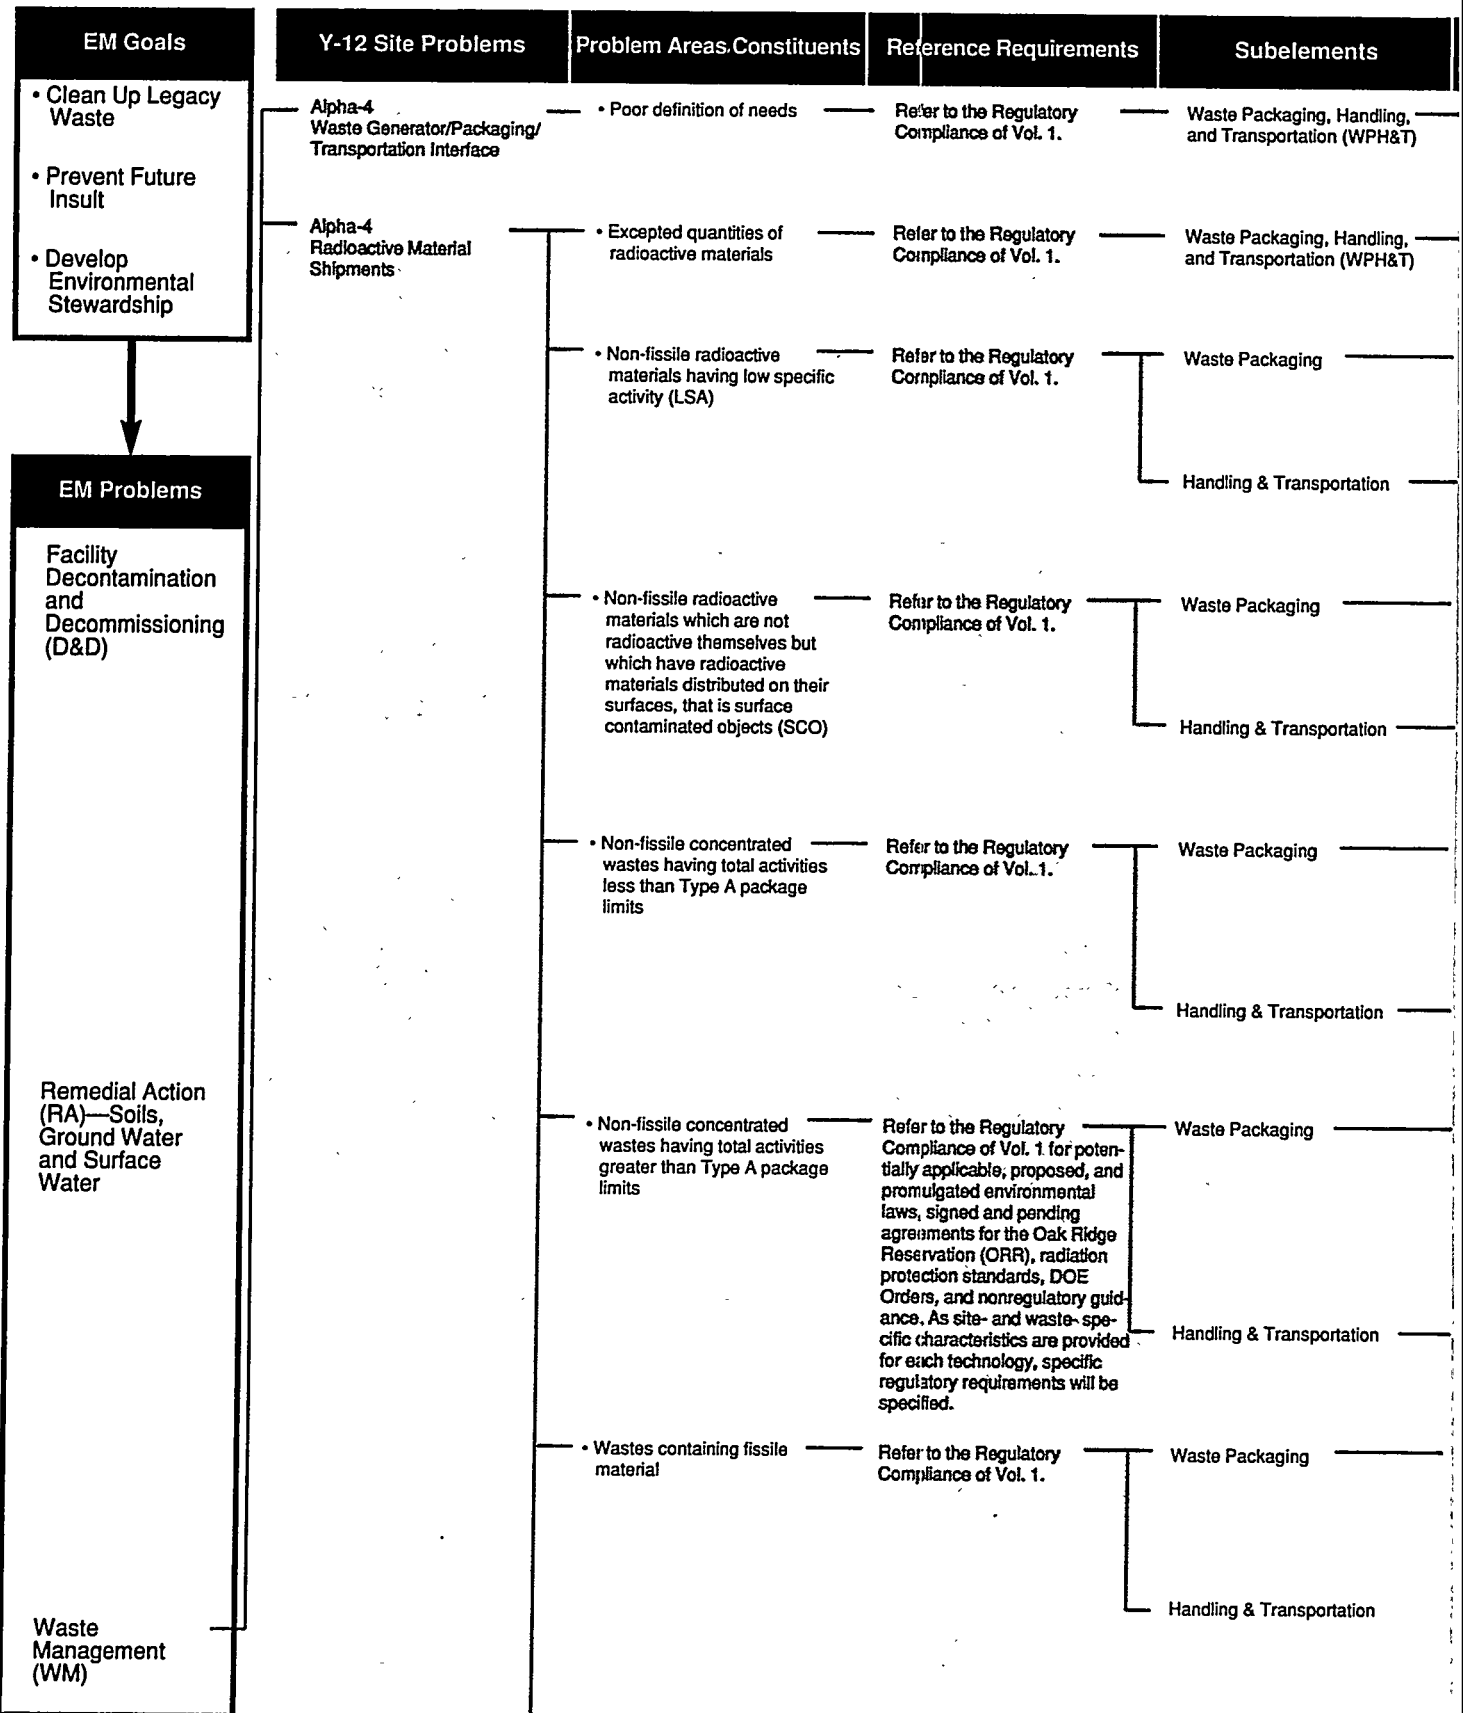 EM Goals
• Clean Up Legacy
Waste
• Prevent Future
Insult
• Develop
Environmental
Stewardship
EM Problems
Facility
Decontamination
and
Decommissioning
(D&D)
Remedial Action
(RA)—Soils,
Ground Water
and Surface
Water
Waste
Management
(WM)
Y-12 Site Problems
Alpha-4
Waste Generator/Packaging/
Transportation Interface
Alpha-4
Radioactive Material
Shipments
Problem Areas/Constituents
• Poor definition of needs
• Excepted quantities of
radioactive materials
• Non-fissile radioactive
materials having low specific
activity (LSA)
• Non-fissile radioactive
materials which are not
radioactive themselves but
which have radioactive
materials distributed on their
surfaces, that is surface
contaminated objects (SCO)
• Non-fissile concentrated
wastes having total activities
less than Type A package
limits
• Non-fissile concentrated
wastes having total activities
greater than Type A package
limits
• Wastes containing fissile
material
Reference Requirements
Refer to the Regulatory
Compliance of Vol. 1.
Refer to the Regulatory
Compliance of Vol. 1.
Refer to the Regulatory
Compliance of Vol. 1.
Refer to the Regulatory
Compliance of Vol. 1.
Refer to the Regulatory
Compliance of Vol. 1.
Refer to the Regulatory
Compliance of Vol. 1 for poten-
tially applicable, proposed, and
promulgated environmental
laws, signed and pending
agreements for the Oak Ridge
Reservation (ORR), radiation
protection standards, DOE
Orders, and nonregulatory guid-
ance. As site- and waste- spe-
cific characteristics are provided
for each technology, specific
regulatory requirements will be
specified.
Refer to the Regulatory
Compliance of Vol. 1.
Subelements
Waste Packaging, Handling,
and Transportation (WPH&T)
Waste Packaging, Handling,
and Transportation (WPH&T)
Waste Packaging
Handling & Transportation
Waste Packaging
Handling & Transportation
Waste Packaging
Handling & Transportation
Waste Packaging
Handling & Transportation
Waste Packaging
Handling & Transportation